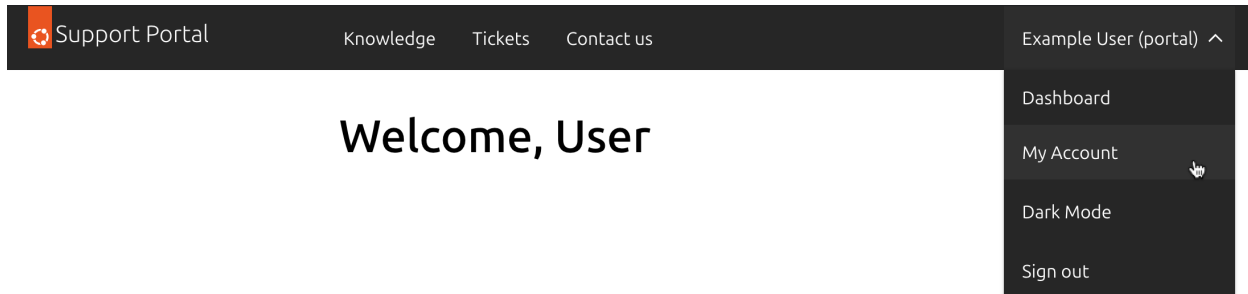 Support Portal
Knowledge Tickets Contact us
Example User (portal)
Dashboard
Welcome, User
My Account
Dark Mode
Sign out